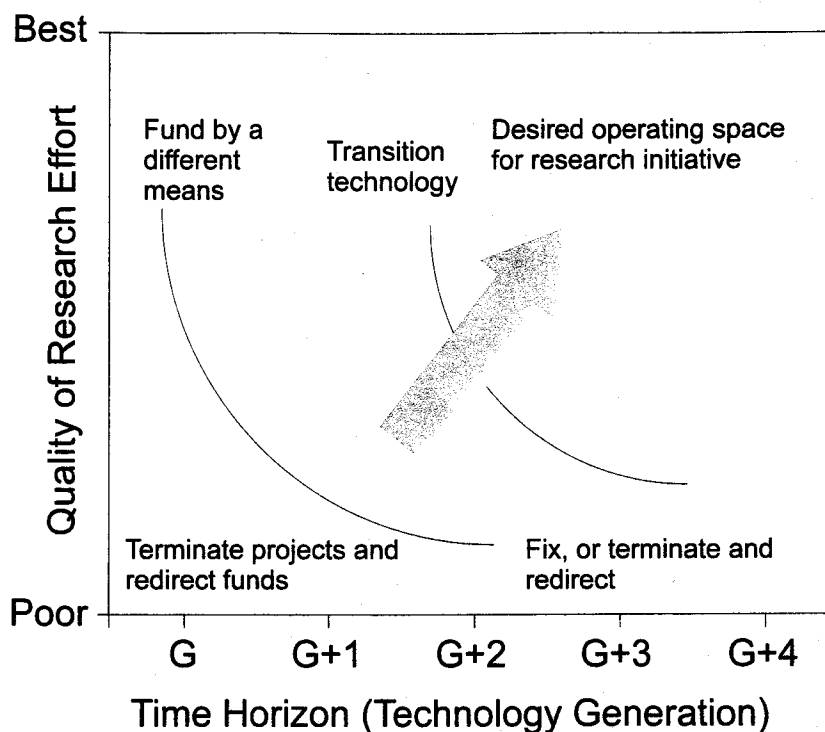 Best
Quality of Research Effort
Fund by a
different
means
Transition
technology
Desired operating space
for research initiative
Terminate projects and
redirect funds
Fix, or terminate and
redirect
Poor
G
G+1
G+2
G+3
G+4
Time Horizon (Technology Generation)